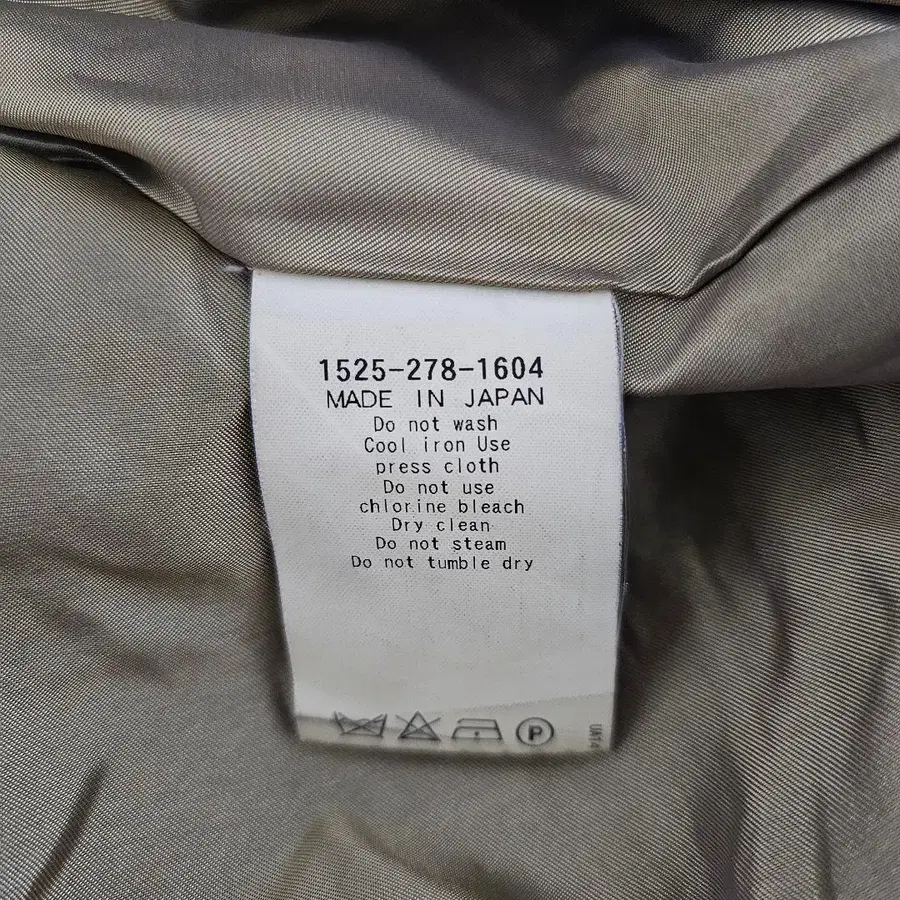 1525-278-1604
MADE IN JAPAN
Do not wash
Cool iron Use
press cloth
Do not use
chlorine bleach
Dry clean
Do not steam
Do not tumble dry
P